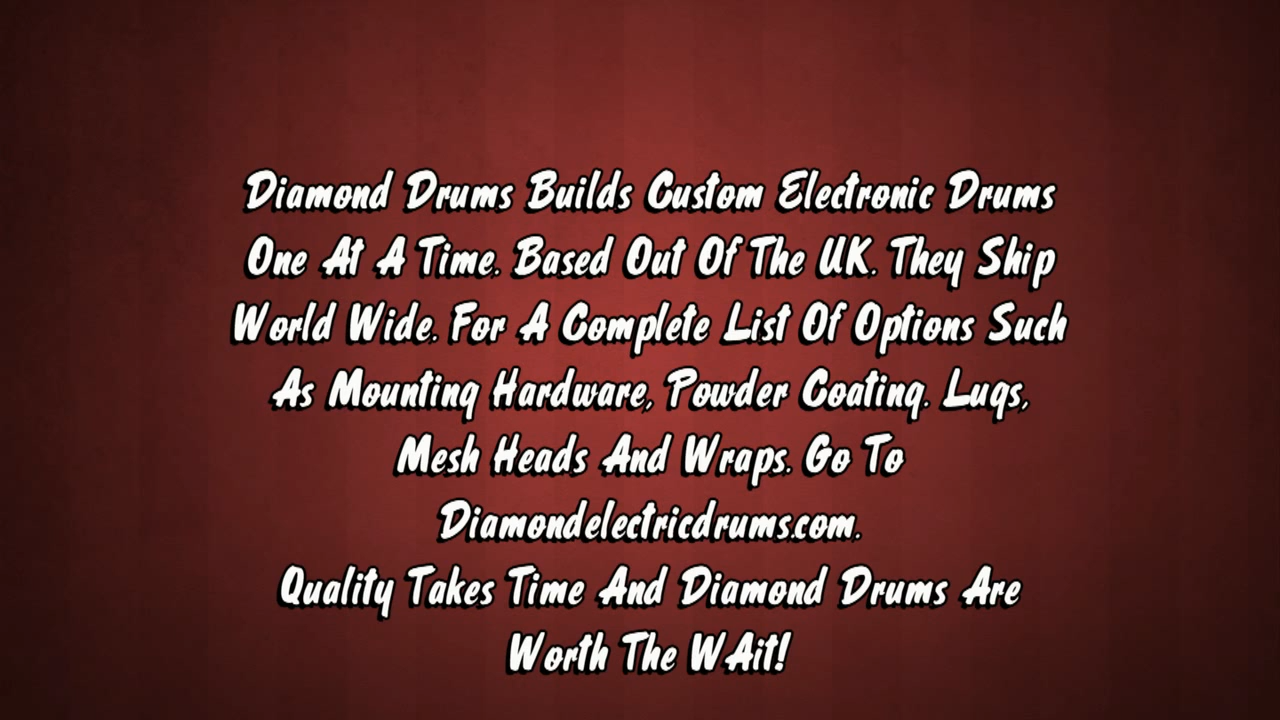 Diamond Drums Builds Custom Electronic Drums
One At A Time. Based Out Of The UK. They Ship
World Wide. For A Complete List Of Options Such
As Mounting Hardware, Powder Coating. Lugs,
Mesh Heads And Wraps. Go To
Diamondelectricdrums.com.
Quality Takes Time And Diamond Drums Are
Worth The WAit!